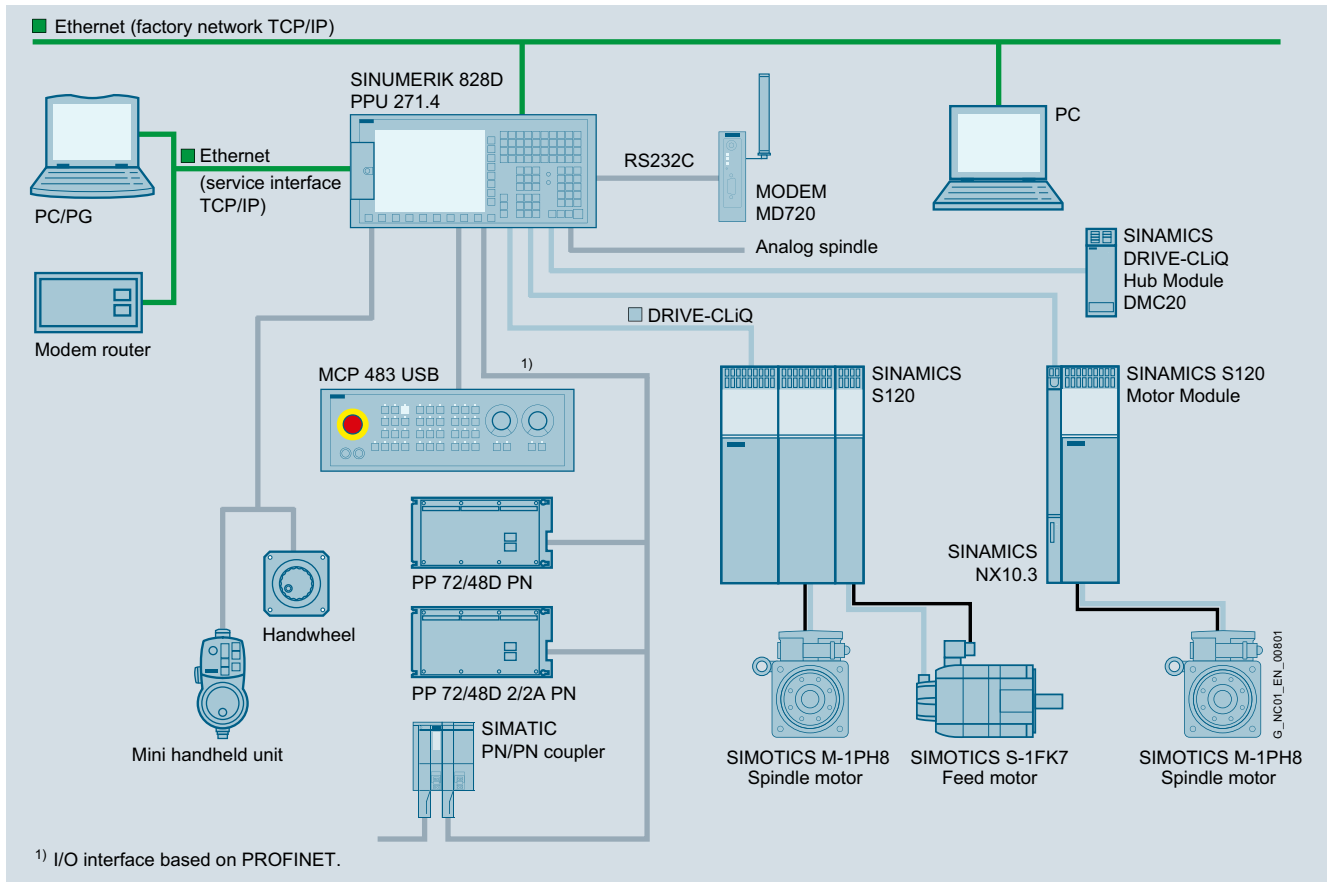 Ethernet (factory network TCP/IP)
SINUMERIK 828D
PPU 271.4
PC/PG
Ethernet
(service interface
TCP/IP)
RS232C
MODEM
MD720
PC
Analog spindle
SINAMICS
DRIVE-CLiQ
Hub Module
DMC20
Modem router
DRIVE-CLiQ
MCP 483 USB
1)
SINAMICS
S120
SINAMICS S120
Motor Module
PP 72/48D PN
SINAMICS
NX10.3
Handwheel
PP 72/48D 2/2A PN
Mini handheld unit
SIMATIC
PN/PN coupler
SIMOTICS M-1PH8
Spindle motor
SIMOTICS S-1FK7
Feed motor
SIMOTICS M-1PH8
Spindle motor
G_NC01_EN_00801
1) I/O interface based on PROFINET.